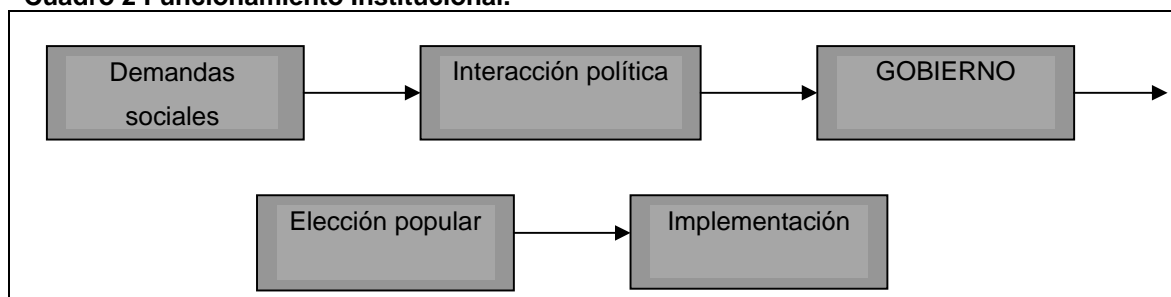 Cuadro 2 Funcionamiento Institucional.
Demandas
sociales
Interacción política
GOBIERNO
Elección popular
Implementación